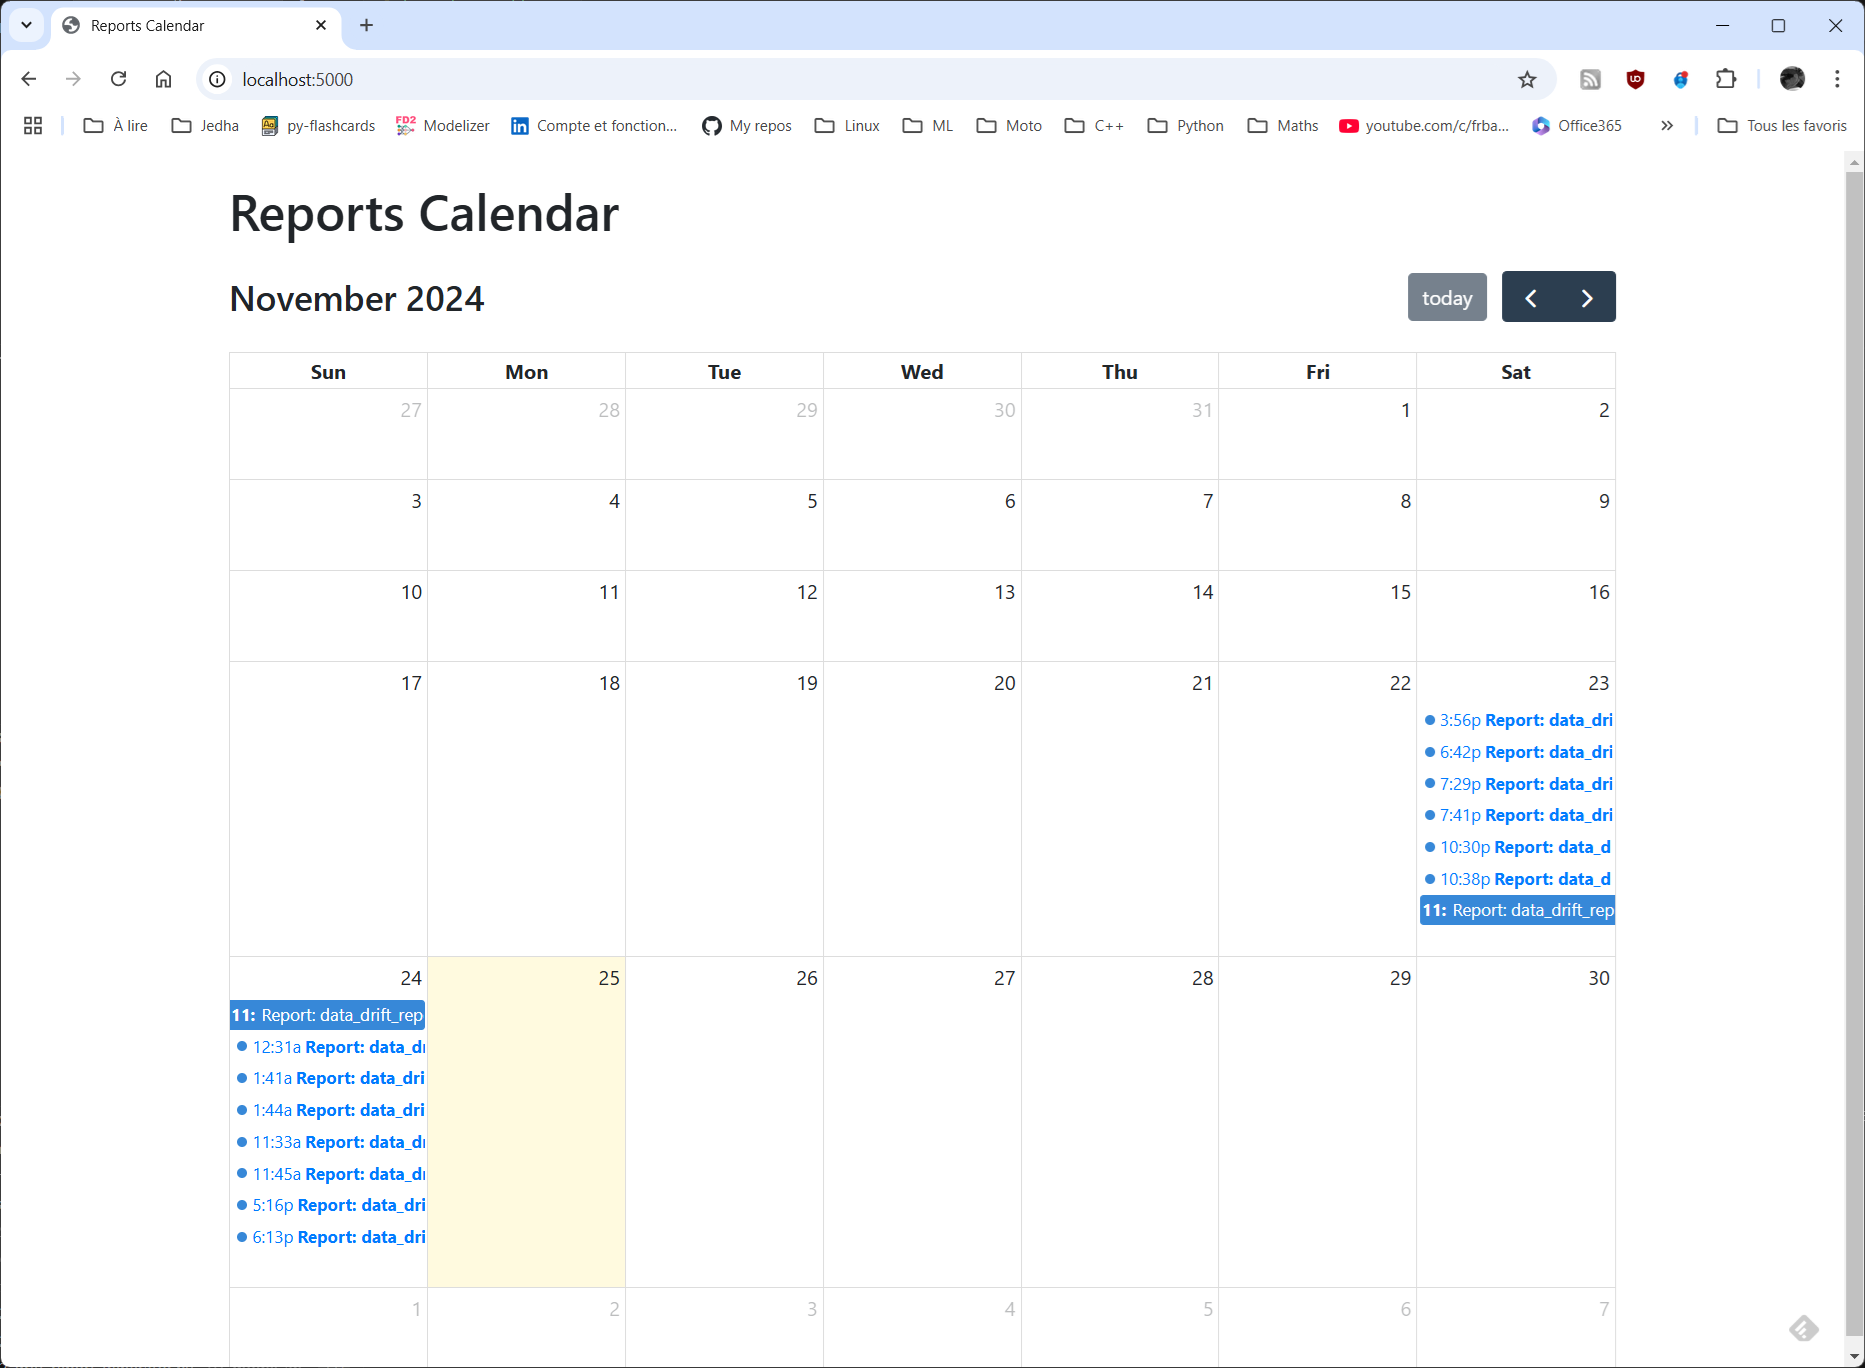 Reports Calendar
localhost:5000
À lire Jedha py-flashcards Modelizer Compte et fonction... My repos Linux ML Moto C++ Python Maths youtube.com/c/frba... Office365 » Tous les favoris
Reports Calendar
November 2024 today
Sun Mon Tue Wed Thu Fri Sat
27 28 29 30 31 1 2
3 4 5 6 7 8 9
10 11 12 13 14 15 16
17 18 19 20 21 22 23
3:56p Report: data_dri
6:42p Report: data_dri
7:29p Report: data_dri
7:41p Report: data_dri
10:30p Report: data_d
10:38p Report: data_d
11: Report: data_drift_rep
24 25 26 27 28 29 30
11: Report: data_drift_rep
12:31a Report: data_d
1:41a Report: data_dri
1:44a Report: data_dri
11:33a Report: data_d
11:45a Report: data_d
5:16p Report: data_dri
6:13p Report: data_dri
1 2 3 4 5 6 7